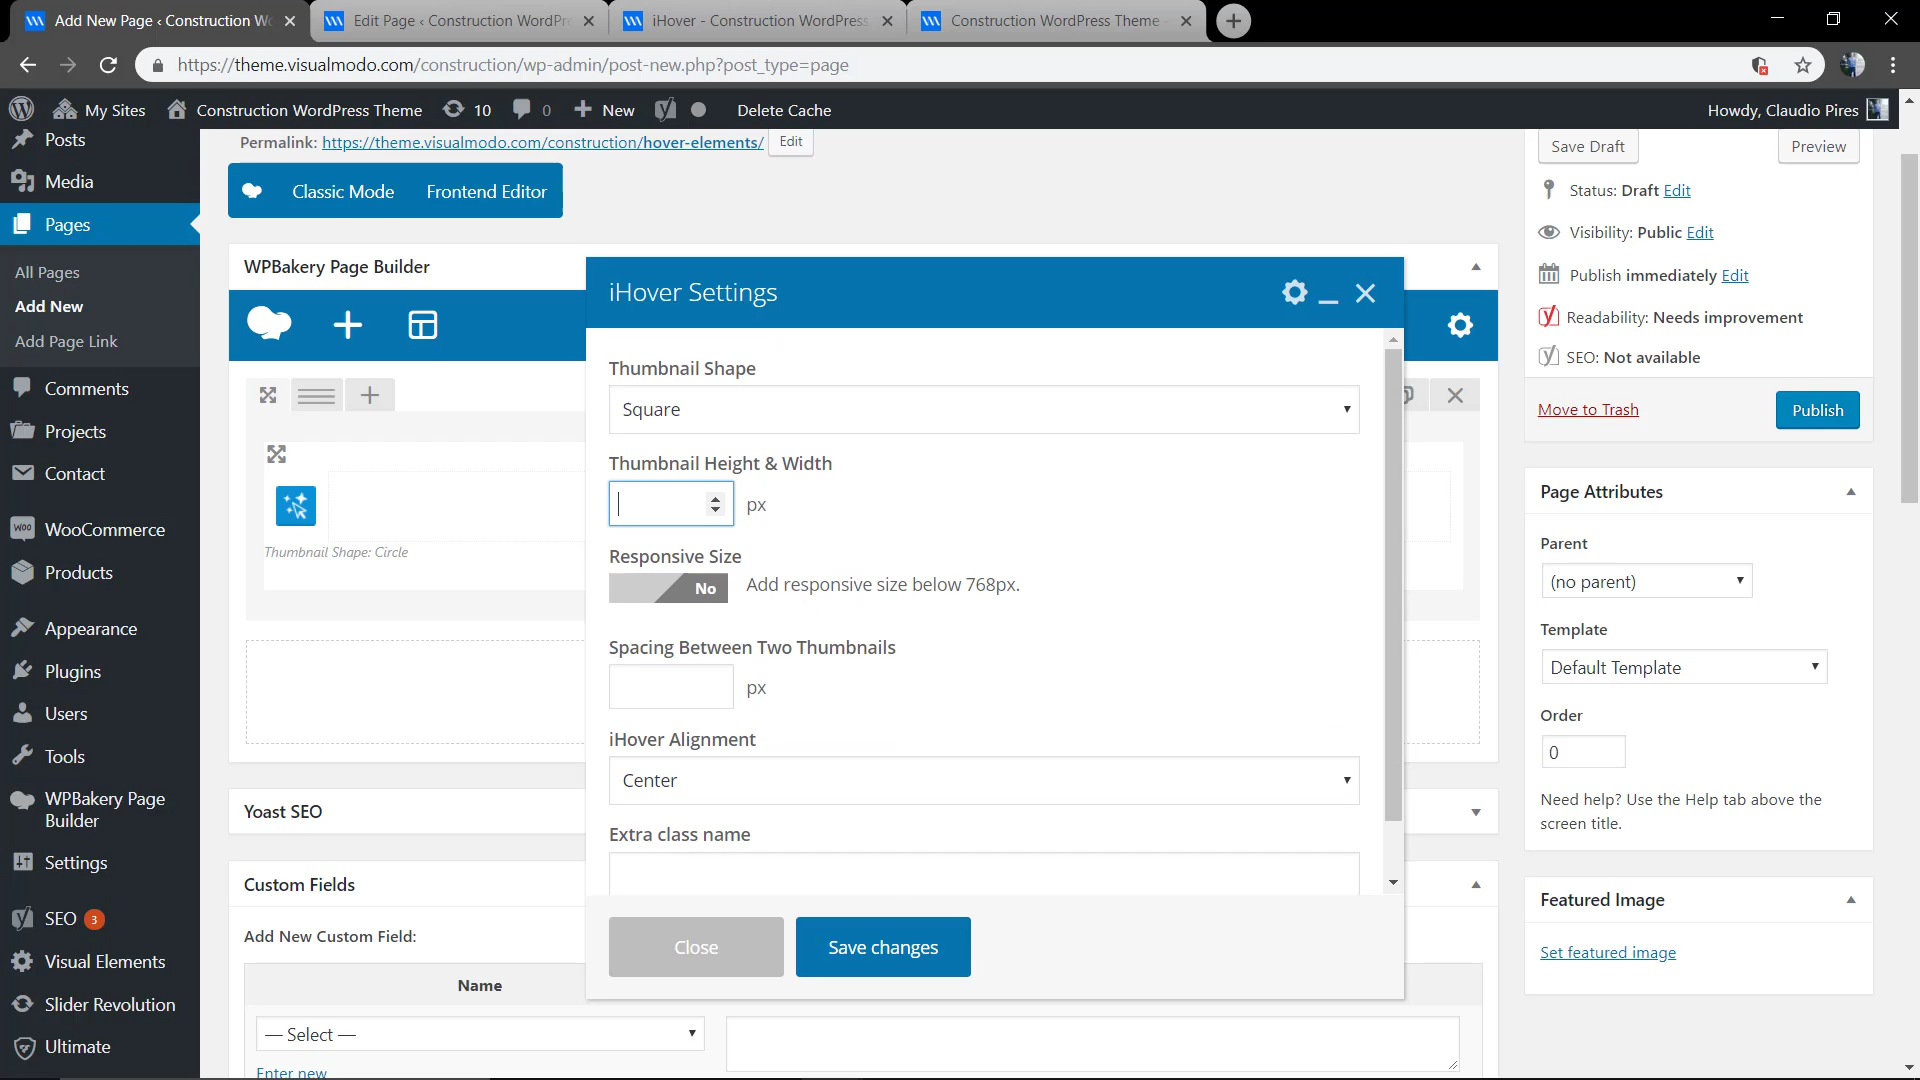 Add New Page ‹ Construction Wo
Edit Page ‹ Construction WordPre
iHover - Construction WordPress
Construction WordPress Theme -
https://theme.visualmodo.com/construction/wp-admin/post-new.php?post_type=page
My Sites
Construction WordPress Theme
10
0
New
Delete Cache
Howdy, Claudio Pires
Posts
Media
Pages
All Pages
Add New
Add Page Link
Comments
Projects
Contact
WooCommerce
Products
Appearance
Plugins
Users
Tools
WPBakery Page
Builder
Settings
SEO 3
Visual Elements
Slider Revolution
Ultimate
Permalink: https://theme.visualmodo.com/construction/hover-elements/ Edit
Classic Mode Frontend Editor
WPBakery Page Builder
Thumbnail Shape: Circle
Yoast SEO
Custom Fields
Add New Custom Field:
Name
— Select —
Enter new
iHover Settings
Thumbnail Shape
Square
Thumbnail Height & Width
px
Responsive Size
No Add responsive size below 768px.
Spacing Between Two Thumbnails
px
iHover Alignment
Center
Extra class name
Close Save changes
Save Draft Preview
Status: Draft Edit
Visibility: Public Edit
Publish immediately Edit
Readability: Needs improvement
SEO: Not available
Move to Trash Publish
Page Attributes
Parent
(no parent)
Template
Default Template
Order
0
Need help? Use the Help tab above the
screen title.
Featured Image
Set featured image